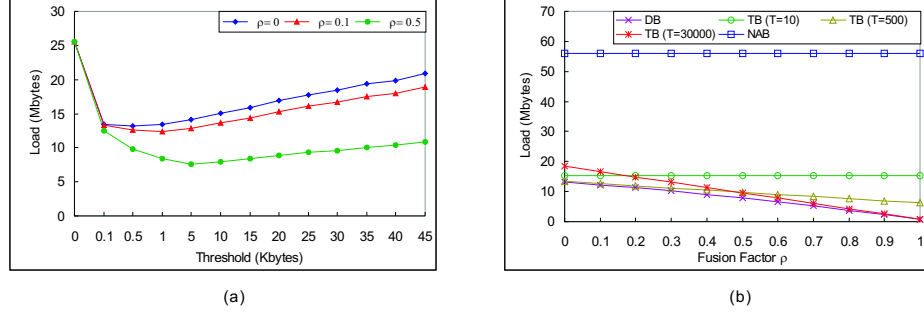 ρ= 0 ρ= 0.1 ρ= 0.5
30
25
20
15
10
5
0
Load (Mbytes)
0 0.1 0.5 1 5 10 15 20 25 30 35 40 45
Threshold (Kbytes)
(a)
DB TB (T=10) TB (T=500)
TB (T=30000) NAB
70
60
50
40
30
20
10
0
Load (Mbytes)
0 0.1 0.2 0.3 0.4 0.5 0.6 0.7 0.8 0.9 1
Fusion Factor ρ
(b)